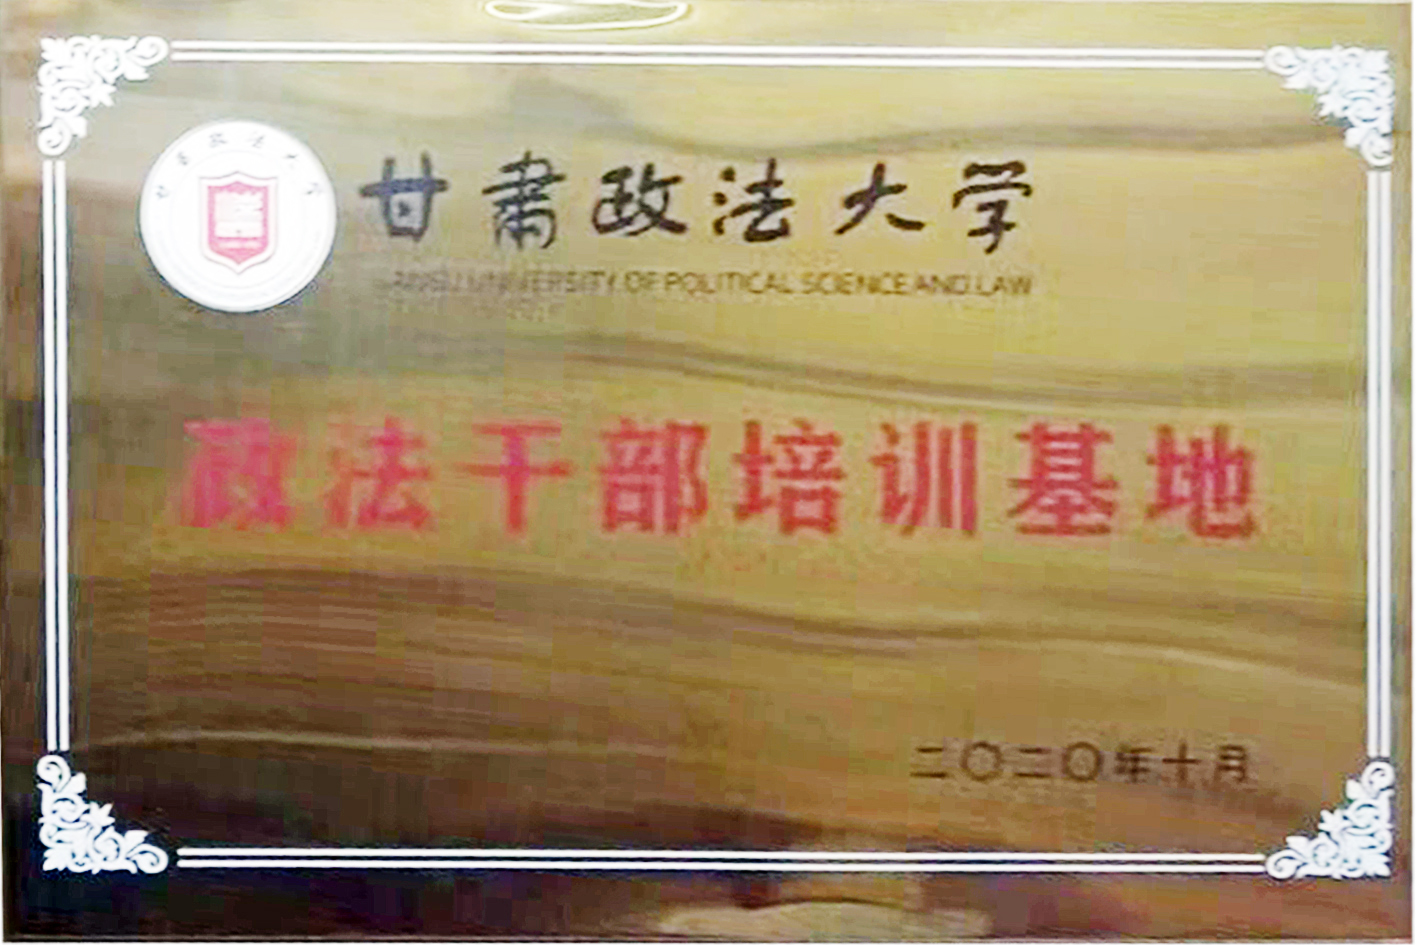 甘肃政法大学
ANSU UNIVERSITY OF POLITICAL SCIENCE AND LAW
政法干部培训基地
二〇二〇年十月